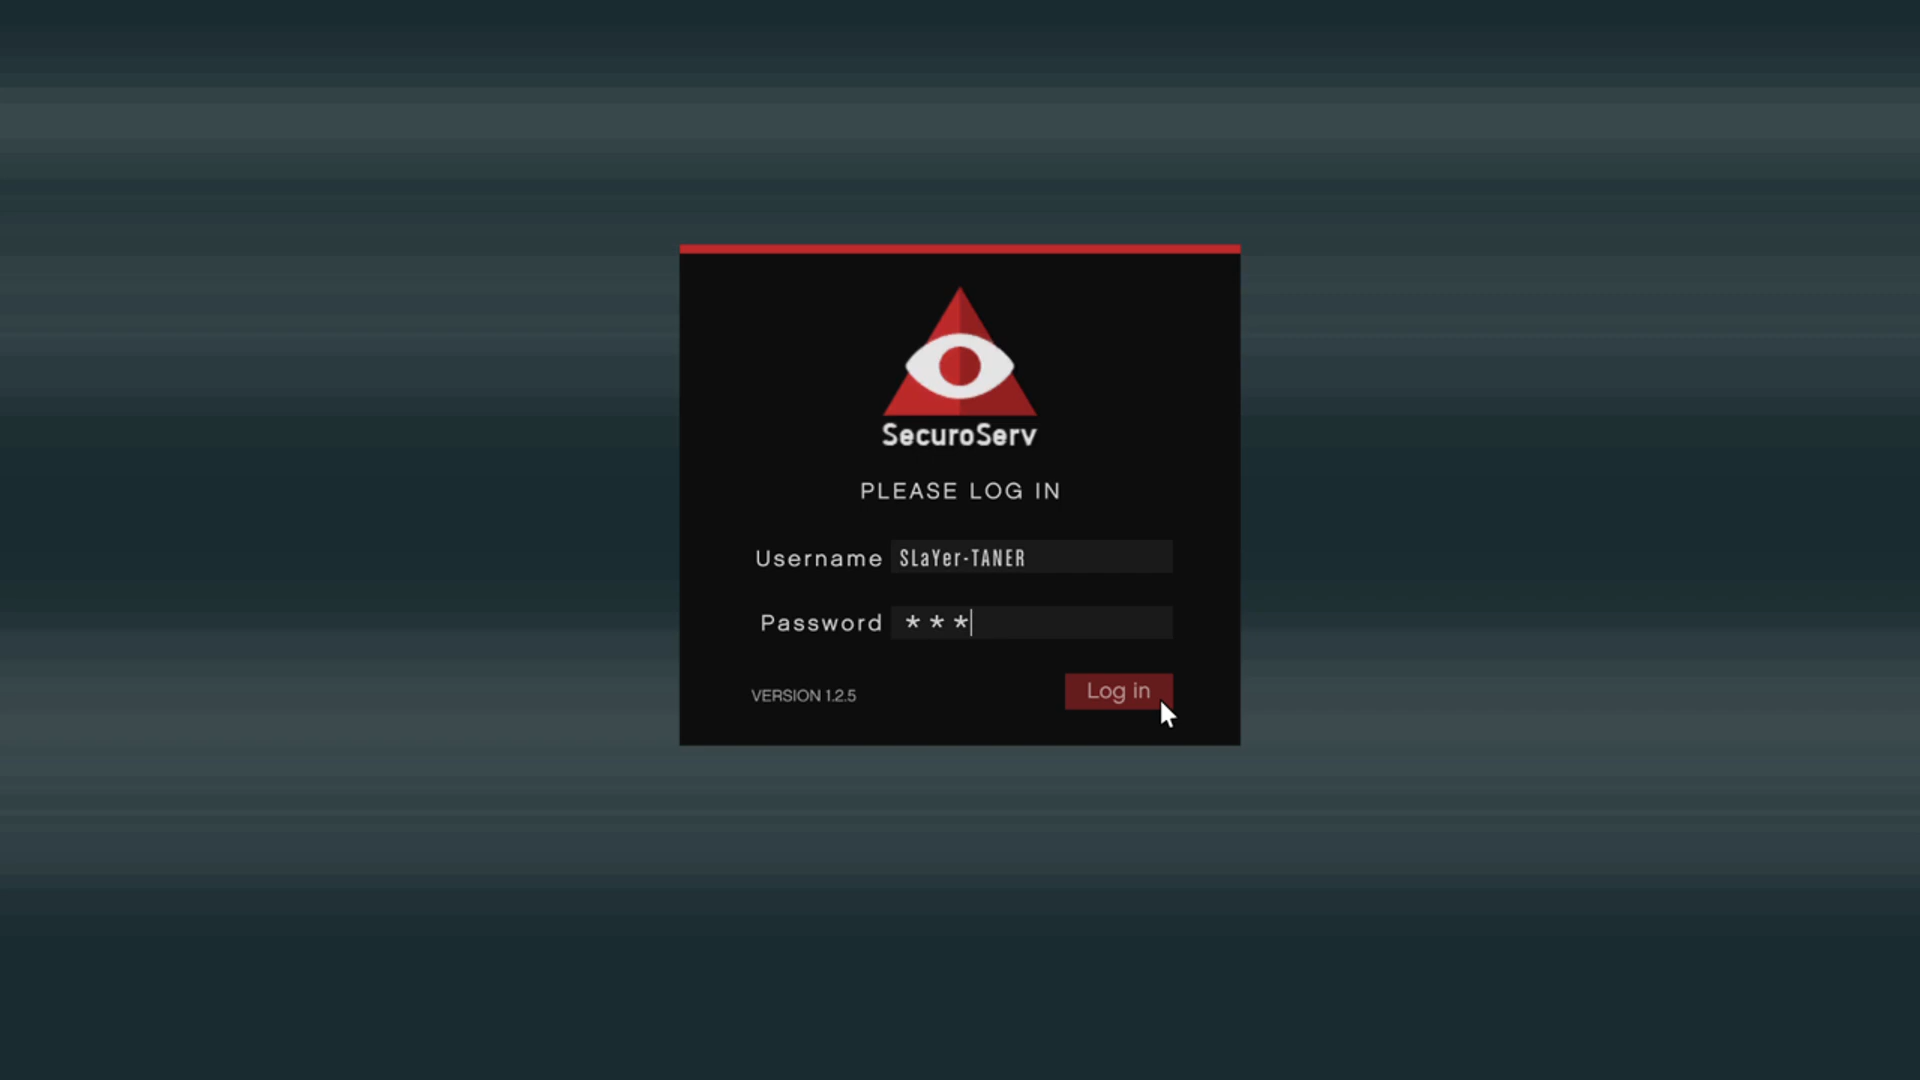 SecuroServ
PLEASE LOG IN
Username SLaYer-TANER
Password ***
VERSION 1.2.5
Log in